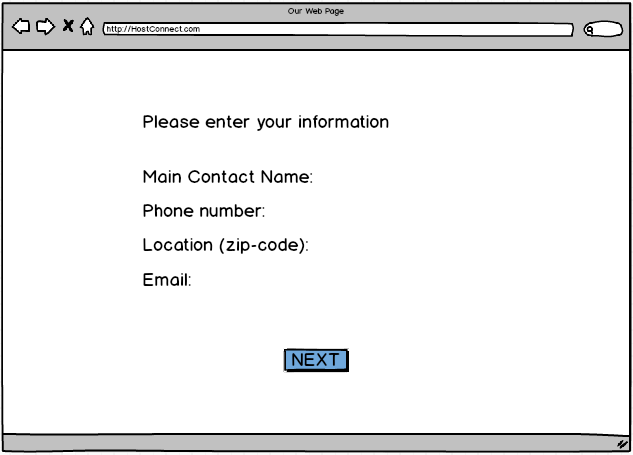 Our Web Page
http://HostConnect.com
Please enter your information
Main Contact Name:
Phone number:
Location (zip-code):
Email:
NEXT